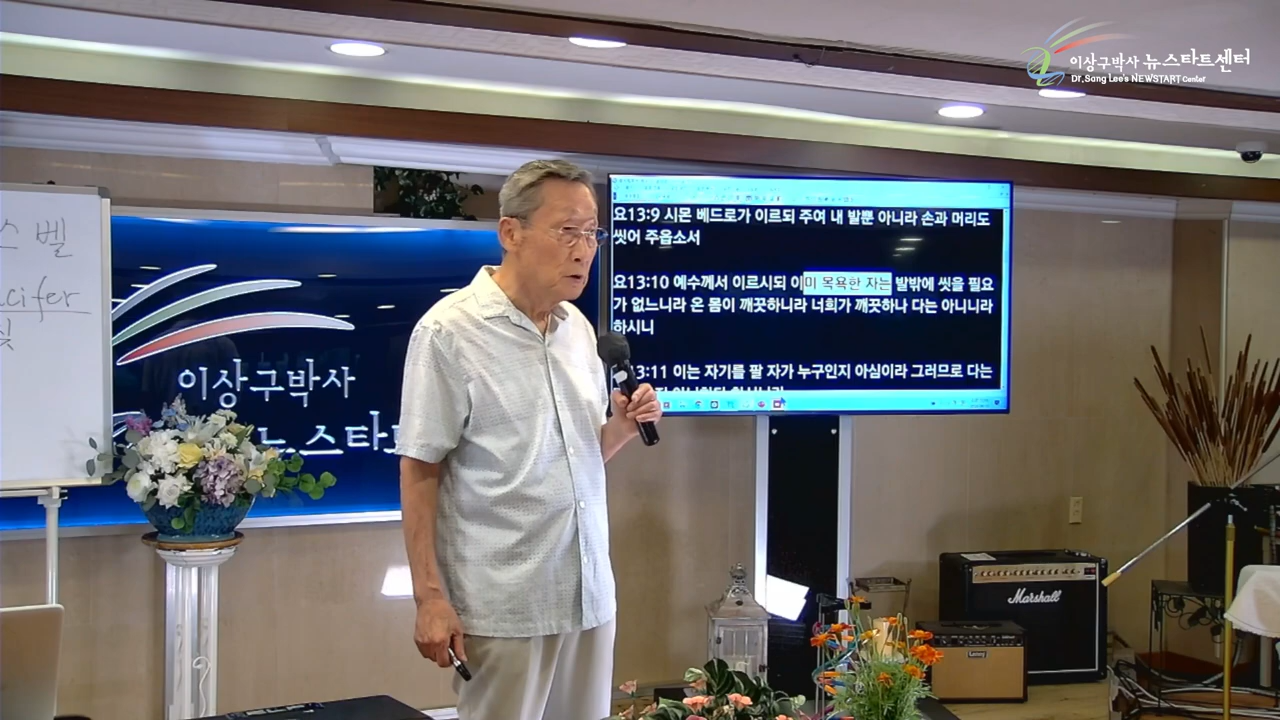 이상구박사 뉴스타트센터
Dr. Sang Lee's NEWSTART Center
스벨
cifer
이상구박사
뉴스타트
요13:9 시몬 베드로가 이르되 주여 내 발뿐 아니라 손과 머리도
씻어 주옵소서
요13:10 예수께서 이르시되 이미 목욕한 자는 발밖에 씻을 필요
가 없느니라 온 몸이 깨끗하니라 너희가 깨끗하나 다는 아니니라
하시니
3:11 이는 자기를 팔 자가 누구인지 아심이라 그러므로 다는
Marshall
Laney